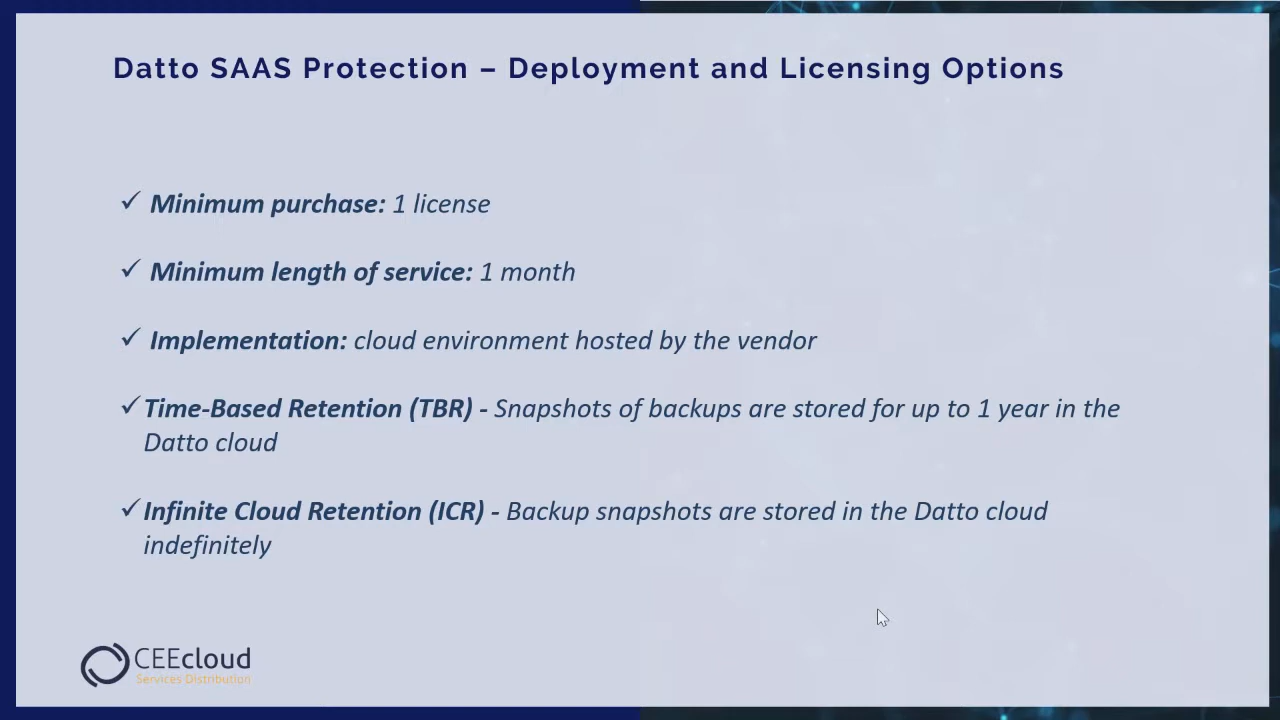 Datto SAAS Protection – Deployment and Licensing Options
✓ Minimum purchase: 1 license
✓ Minimum length of service: 1 month
✓ Implementation: cloud environment hosted by the vendor
✓ Time-Based Retention (TBR) - Snapshots of backups are stored for up to 1 year in the
Datto cloud
✓ Infinite Cloud Retention (ICR) - Backup snapshots are stored in the Datto cloud
indefinitely
CEEcloud
Services Distribution